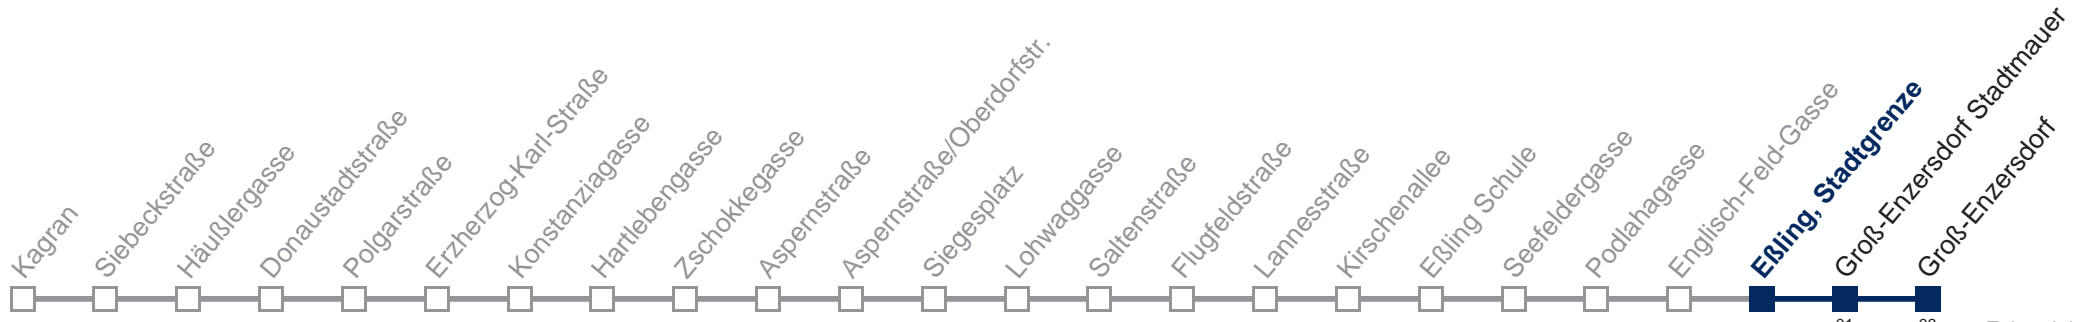 Kagran
Siebeckstraße
Häußlergasse
Donaustadtstraße
Polgarstraße
Erzherzog-Karl-Straße
Konstanziagasse
Hartlebengasse
Zschokkegasse
Aspernstraße
Aspernstraße/Oberdorfstr.
Siegesplatz
Lohwaggasse
Saltenstraße
Flugfeldstraße
Lannesstraße
Kirschenallee
Eßling Schule
Seefeldergasse
Podlahagasse
Englisch-Feld-Gasse
Eßling, Stadtgrenze
Groß-Enzersdorf Stadtmauer
Groß-Enzersdorf